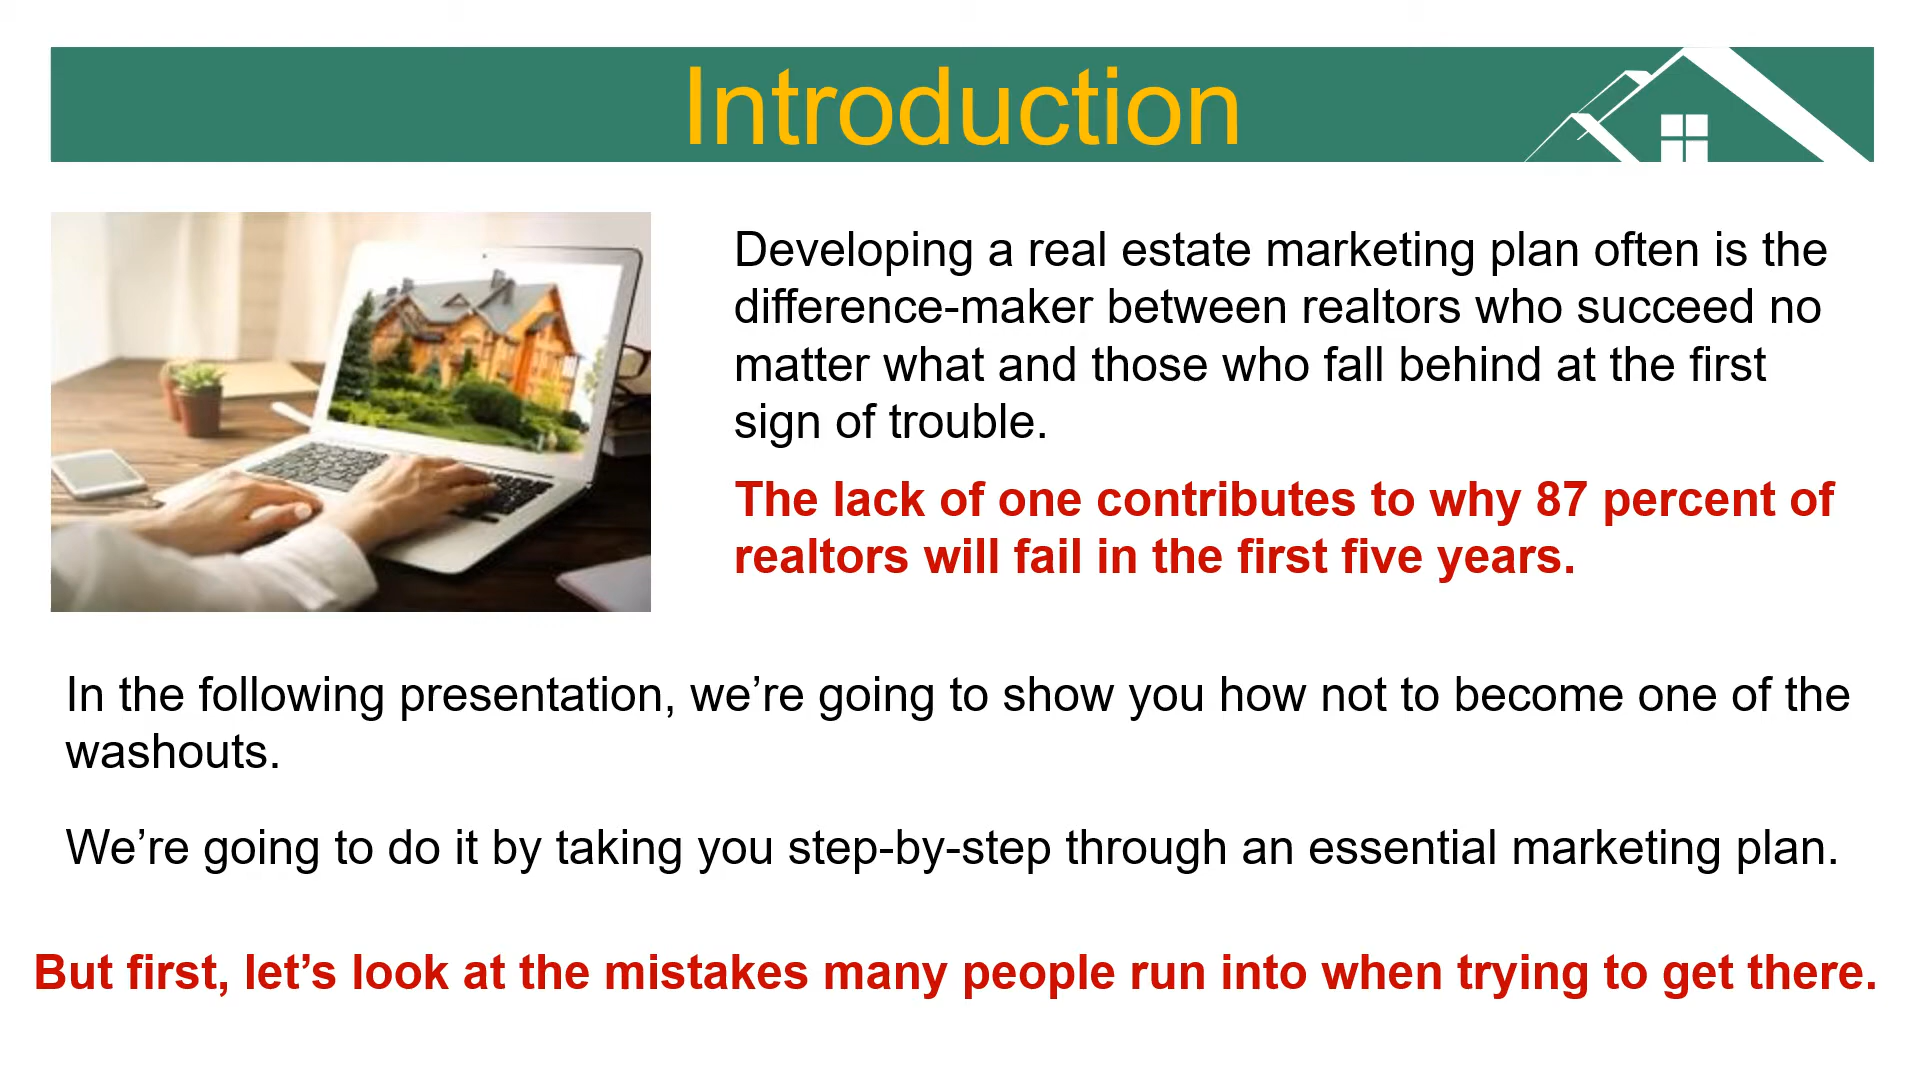 Introduction
Developing a real estate marketing plan often is the
difference-maker between realtors who succeed no
matter what and those who fall behind at the first
sign of trouble.
The lack of one contributes to why 87 percent of
realtors will fail in the first five years.
In the following presentation, we’re going to show you how not to become one of the
washouts.
We’re going to do it by taking you step-by-step through an essential marketing plan.
But first, let’s look at the mistakes many people run into when trying to get there.